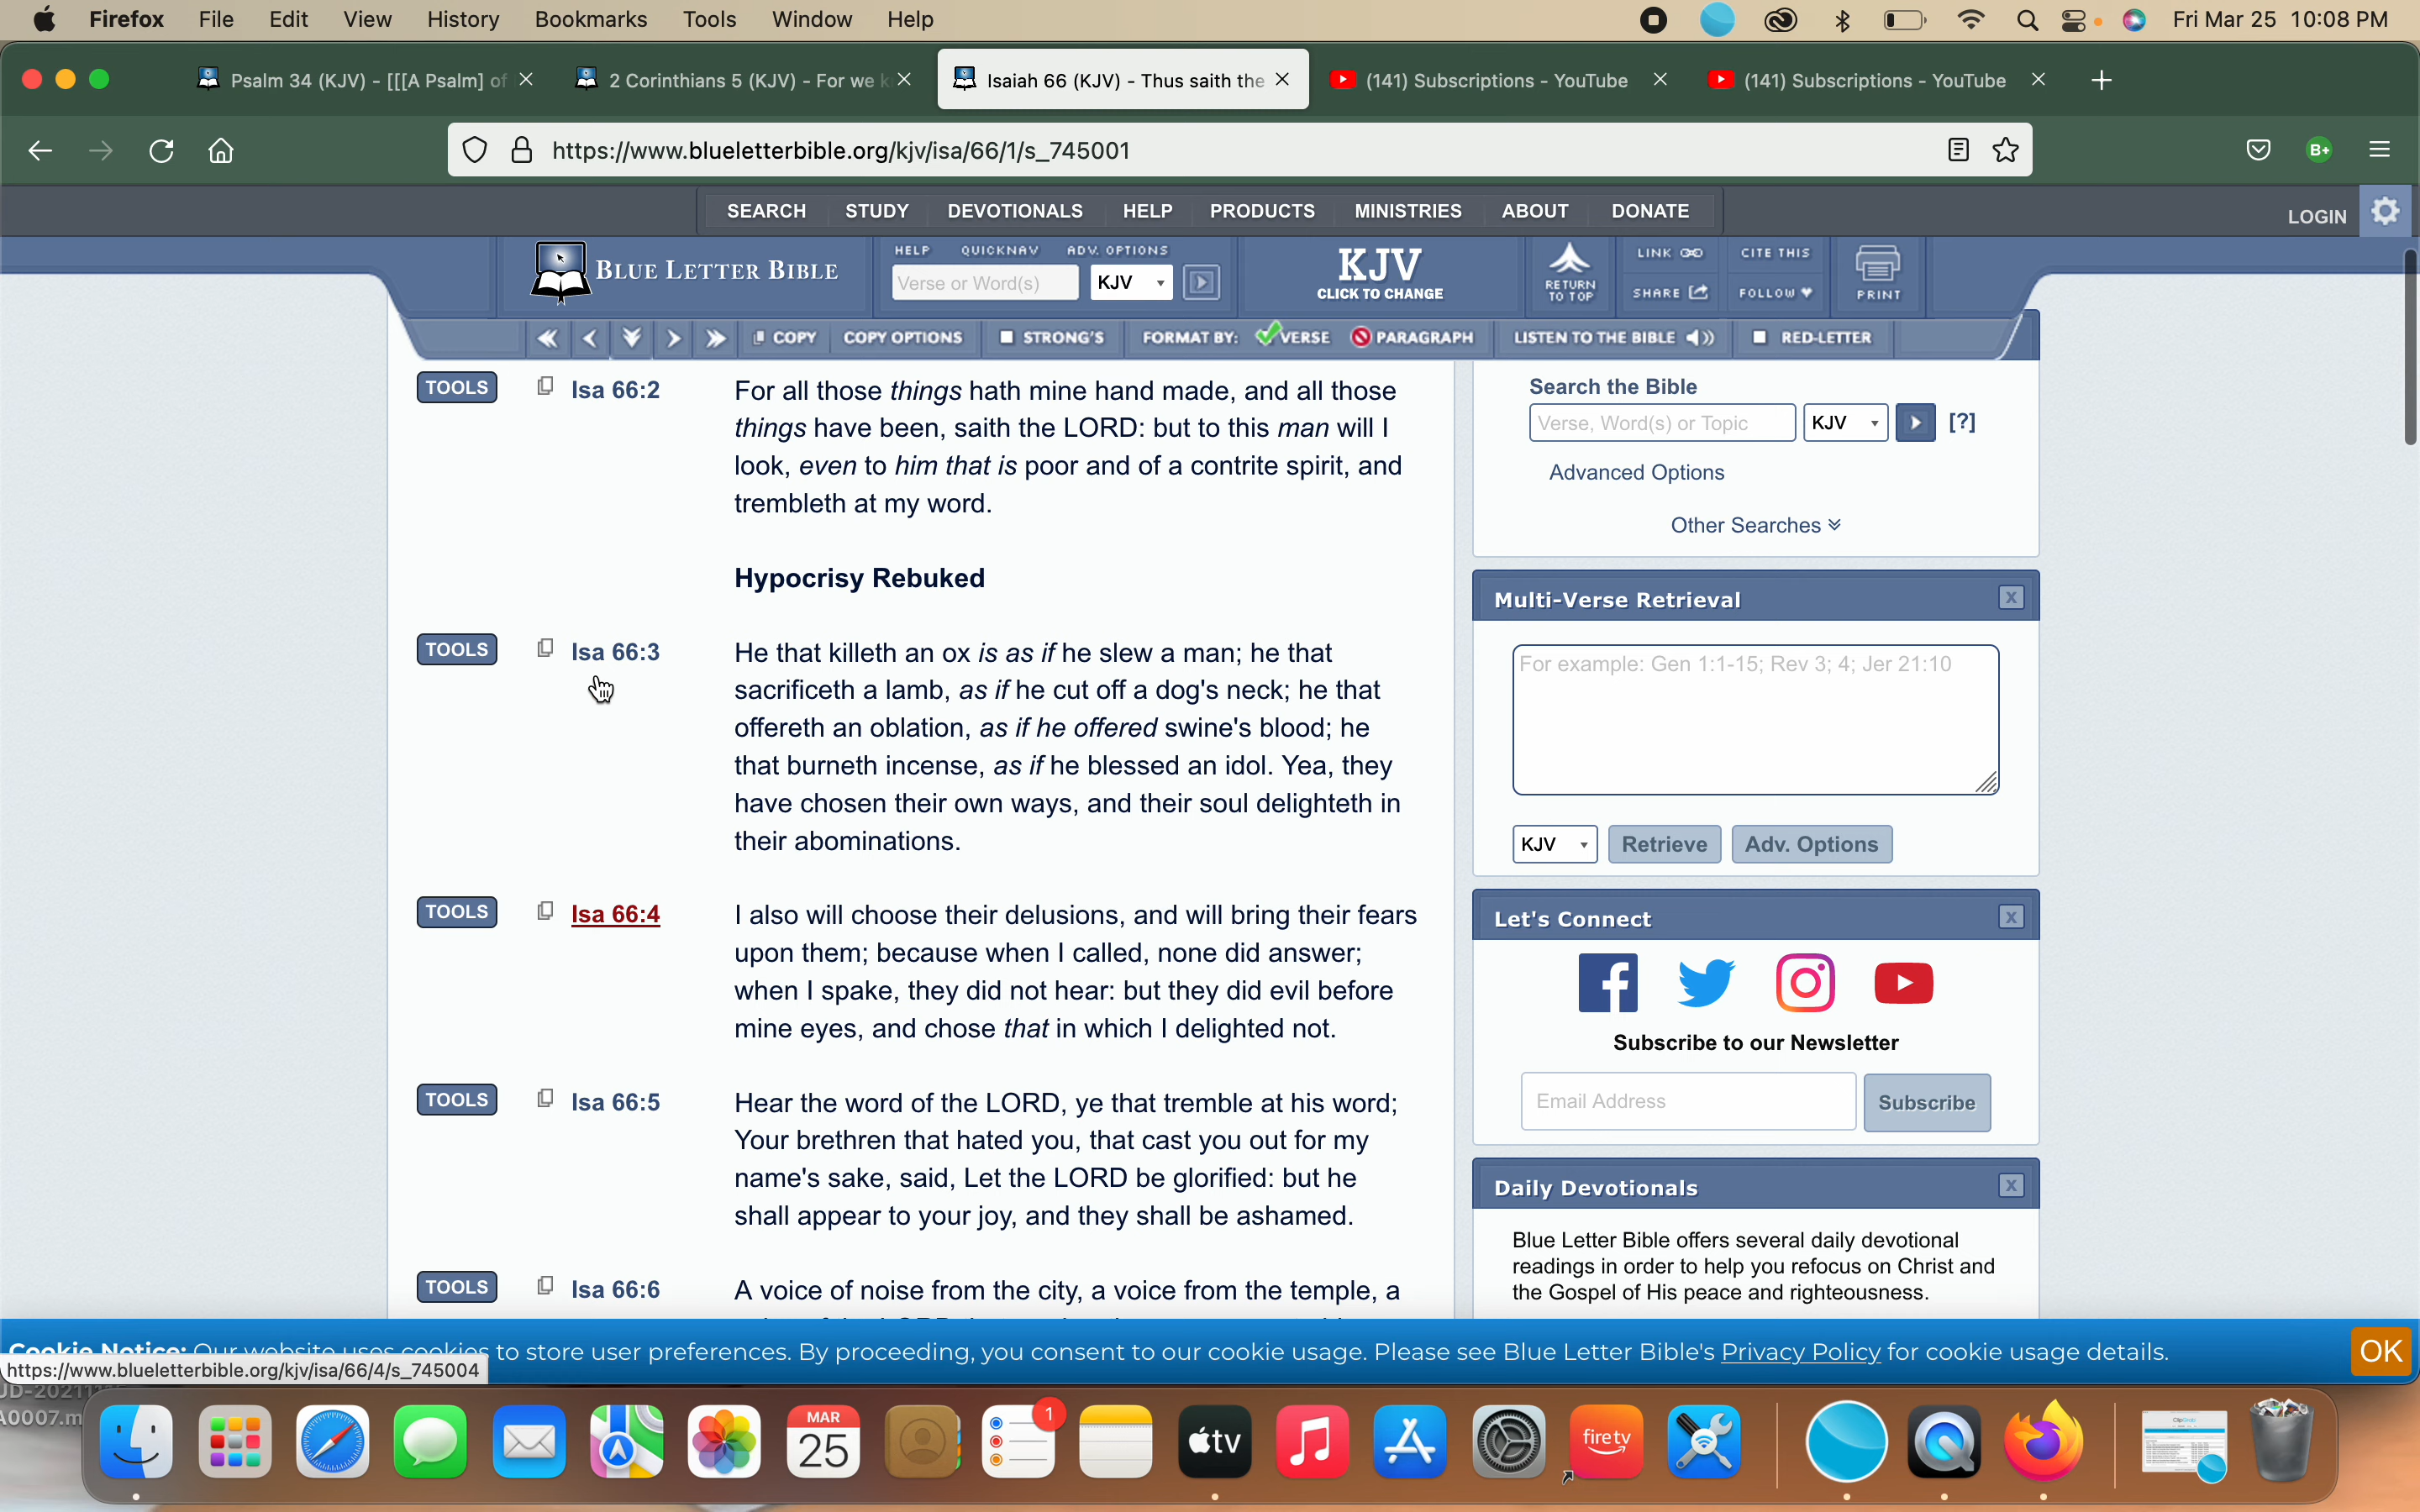 Firefox File Edit View History Bookmarks Tools Window Help Fri Mar 25 10:08 PM
Psalm 34 (KJV) - [[[A Psalm] of
2 Corinthians 5 (KJV) - For we k
Isaiah 66 (KJV) - Thus saith the
(141) Subscriptions - YouTube
(141) Subscriptions - YouTube
https://www.blueletterbible.org/kjv/isa/66/1/s_745001
B+
SEARCH STUDY DEVOTIONALS HELP PRODUCTS MINISTRIES ABOUT DONATE
LOGIN
BLUE LETTER BIBLE
HELP QUICKNAV ADV. OPTIONS
Verse or Word(s) KJV
KJV
CLICK TO CHANGE
RETURN
TO TOP
LINK
SHARE
CITE THIS
FOLLOW
PRINT
COPY COPY OPTIONS STRONG'S FORMAT BY: VERSE PARAGRAPH LISTEN TO THE BIBLE RED-LETTER
TOOLS Isa 66:2 For all those things hath mine hand made, and all those
things have been, saith the LORD: but to this man will I
look, even to him that is poor and of a contrite spirit, and
trembleth at my word.
Hypocrisy Rebuked
TOOLS Isa 66:3 He that killeth an ox is as if he slew a man; he that
sacrificeth a lamb, as if he cut off a dog's neck; he that
offereth an oblation, as if he offered swine's blood; he
that burneth incense, as if he blessed an idol. Yea, they
have chosen their own ways, and their soul delighteth in
their abominations.
TOOLS Isa 66:4 I also will choose their delusions, and will bring their fears
upon them; because when I called, none did answer;
when I spake, they did not hear: but they did evil before
mine eyes, and chose that in which I delighted not.
TOOLS Isa 66:5 Hear the word of the LORD, ye that tremble at his word;
Your brethren that hated you, that cast you out for my
name's sake, said, Let the LORD be glorified: but he
shall appear to your joy, and they shall be ashamed.
TOOLS Isa 66:6 A voice of noise from the city, a voice from the temple, a
Search the Bible
Verse, Word(s) or Topic KJV [?]
Advanced Options
Other Searches
Multi-Verse Retrieval X
For example: Gen 1:1-15; Rev 3; 4; Jer 21:10
KJV Retrieve Adv. Options
Let's Connect X
Subscribe to our Newsletter
Email Address Subscribe
Daily Devotionals X
Blue Letter Bible offers several daily devotional
readings in order to help you refocus on Christ and
the Gospel of His peace and righteousness.
Cookie Notice: Our website uses cookies to store user preferences. By proceeding, you consent to our cookie usage. Please see Blue Letter Bible's Privacy Policy for cookie usage details. OK
https://www.blueletterbible.org/kjv/isa/66/4/s_745004
A0007.m
MAR
25
1
tv
fire tv